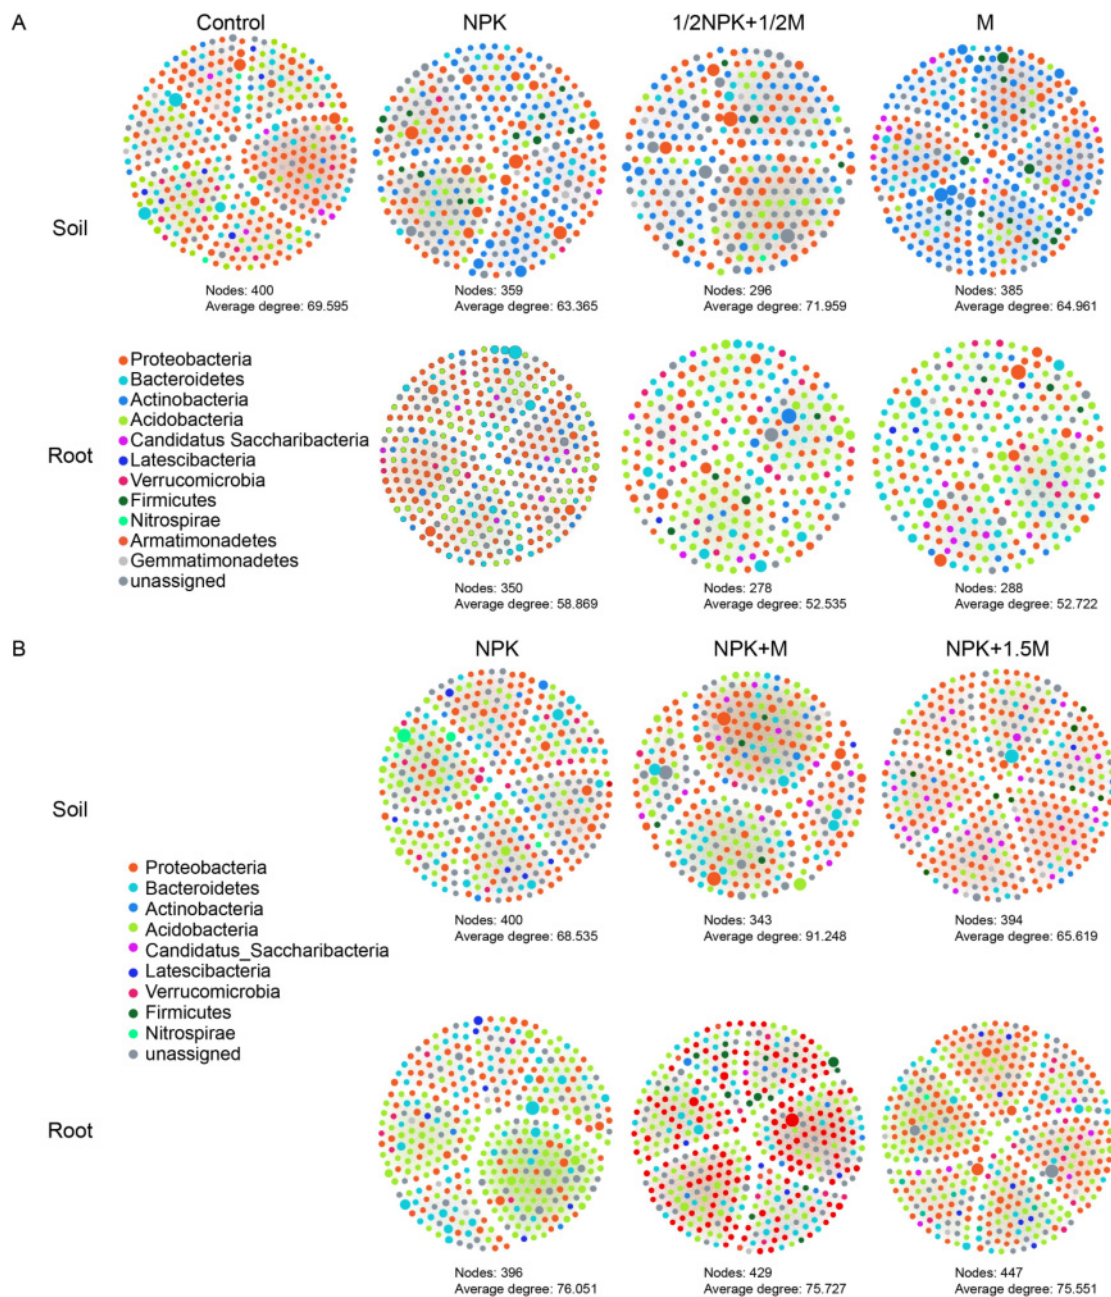 A
Control NPK 1/2NPK+1/2M M
Soil
Nodes: 400
Average degree: 69.595
Nodes: 359
Average degree: 63.365
Nodes: 296
Average degree: 71.959
Nodes: 385
Average degree: 64.961
Root
Proteobacteria
Bacteroidetes
Actinobacteria
Acidobacteria
Candidatus Saccharibacteria
Latescibacteria
Verrucomicrobia
Firmicutes
Nitrospirae
Armatimonadetes
Gemmatimonadetes
unassigned
Nodes: 350
Average degree: 58.869
Nodes: 278
Average degree: 52.535
Nodes: 288
Average degree: 52.722
B
NPK NPK+M NPK+1.5M
Soil
Nodes: 400
Average degree: 68.535
Nodes: 343
Average degree: 91.248
Nodes: 394
Average degree: 65.619
Proteobacteria
Bacteroidetes
Actinobacteria
Acidobacteria
Candidatus_Saccharibacteria
Latescibacteria
Verrucomicrobia
Firmicutes
Nitrospirae
unassigned
Root
Nodes: 396
Average degree: 76.051
Nodes: 429
Average degree: 75.727
Nodes: 447
Average degree: 75.551